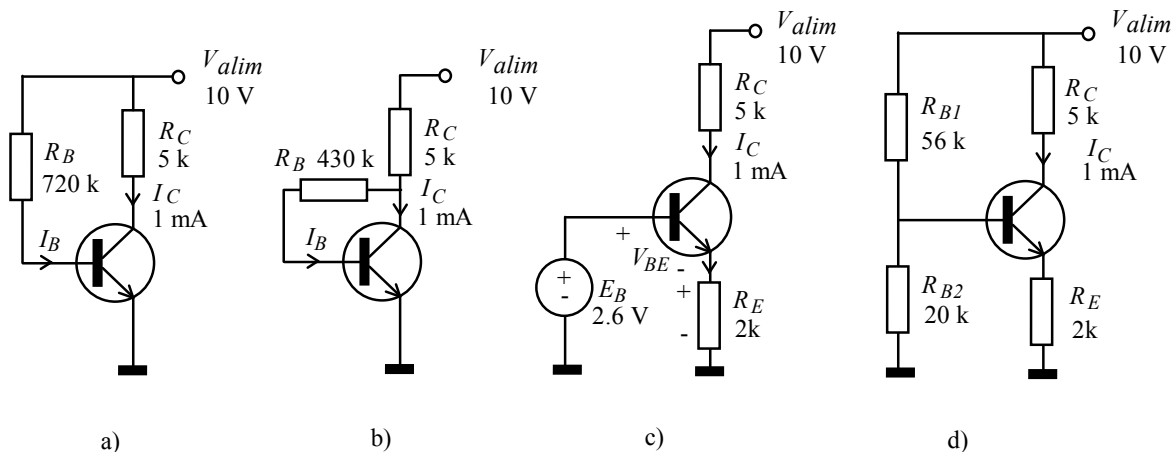 V_alim
10 V
R_B
720 k
R_C
5 k
I_C
1 mA
I_B
a)
V_alim
10 V
R_B 430 k
R_C
5 k
I_C
1 mA
I_B
b)
V_alim
10 V
R_C
5 k
I_C
1 mA
+
V_BE
-
+
-
E_B
2.6 V
+
-
R_E
2k
c)
V_alim
10 V
R_B1
56 k
R_C
5 k
I_C
1 mA
R_B2
20 k
R_E
2k
d)